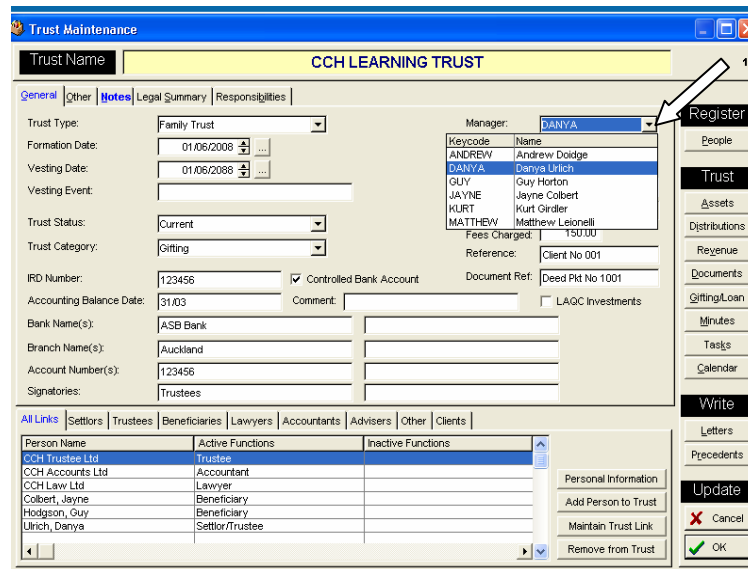 Trust Maintenance
Trust Name CCH LEARNING TRUST 1
General Other Notes Legal Summary Responsibilities
Trust Type: Family Trust Manager: DANYA
Formation Date: 01/06/2008 ... Keycode Name
ANDREW Andrew Doidge
Vesting Date: 01/06/2088 ... DANYA Danya Urlich
GUY Guy Horton
Vesting Event: JAYNE Jayne Colbert
KURT Kurt Girdler
Trust Status: Current MATTHEW Matthew Leionelli
Fees Charged: 150.00
Trust Category: Gifting Reference: Client No 001
IRD Number: 123456 Controlled Bank Account Document Ref: Deed Pkt No 1001
Accounting Balance Date: 31/03 Comment: LAQC Investments
Bank Name(s): ASB Bank
Branch Name(s): Auckland
Account Number(s): 123456
Signatories: Trustees
All Links Settlors Trustees Beneficiaries Lawyers Accountants Advisers Other Clients
Person Name Active Functions Inactive Functions
CCH Trustee Ltd Trustee
CCH Accounts Ltd Accountant
CCH Law Ltd Lawyer
Colbert, Jayne Beneficiary
Hodgson, Guy Beneficiary
Ulrich, Danya Settlor/Trustee
Personal Information
Add Person to Trust
Maintain Trust Link
Remove from Trust
Register
People
Trust
Assets
Distributions
Revenue
Documents
Gifting/Loan
Minutes
Tasks
Calendar
Write
Letters
Precedents
Update
Cancel
OK